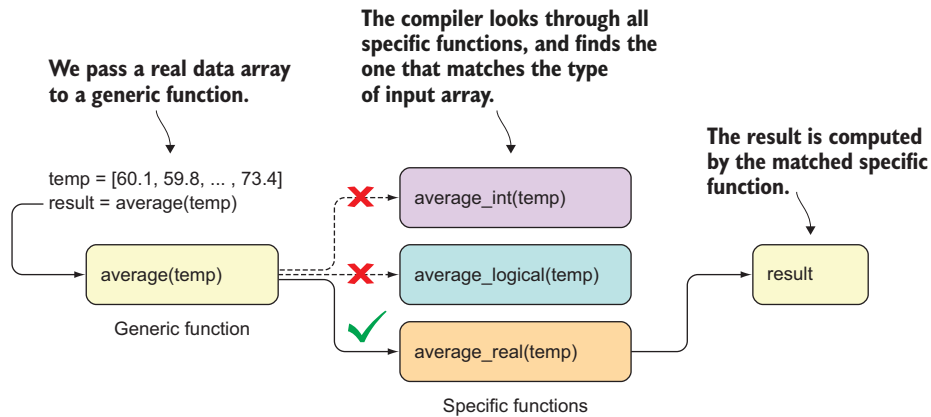 The compiler looks through all
specific functions, and finds the
one that matches the type
of input array.
We pass a real data array
to a generic function.
The result is computed
by the matched specific
function.
temp = [60.1, 59.8, ... , 73.4]
result = average(temp)
average_int(temp)
average(temp)
average_logical(temp)
result
Generic function
average_real(temp)
Specific functions